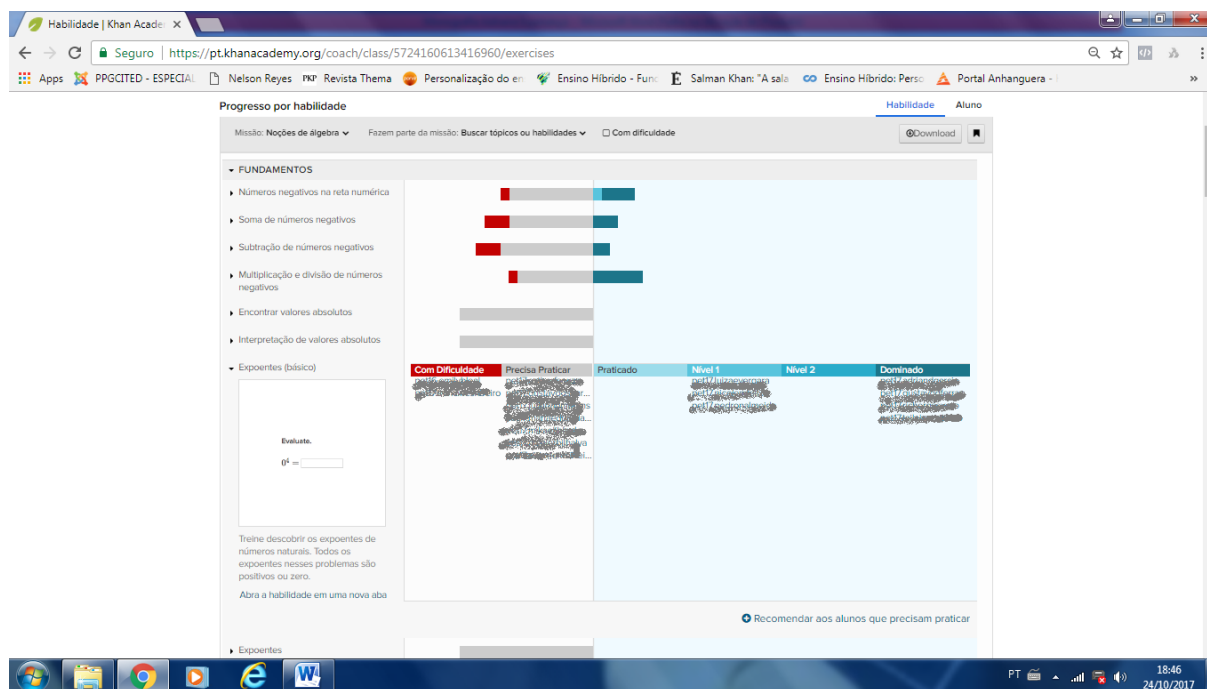 Habilidade | Khan Acade
Seguro | https://pt.khanacademy.org/coach/class/5724160613416960/exercises
Apps PPGCITED - ESPECIAL Nelson Reyes PKP Revista Thema Personalização do en Ensino Híbrido - Func Salman Khan: "A sala Ensino Híbrido: Perso Portal Anhanguera - »
Progresso por habilidade Habilidade Aluno
Missão: Noções de álgebra Fazem parte da missão: Buscar tópicos ou habilidades Com dificuldade Download
FUNDAMENTOS
Números negativos na reta numérica
Soma de números negativos
Subtração de números negativos
Multiplicação e divisão de números
negativos
Encontrar valores absolutos
Interpretação de valores absolutos
Expoentes (básico) Com Dificuldade Precisa Praticar Praticado Nível 1 Nível 2 Dominado
Evaluate.
0⁴ =
Treine descobrir os expoentes de
números naturais. Todos os
expoentes nesses problemas são
positivos ou zero.
Abra a habilidade em uma nova aba
Recomendar aos alunos que precisam praticar
Expoentes
PT 18:46
24/10/2017